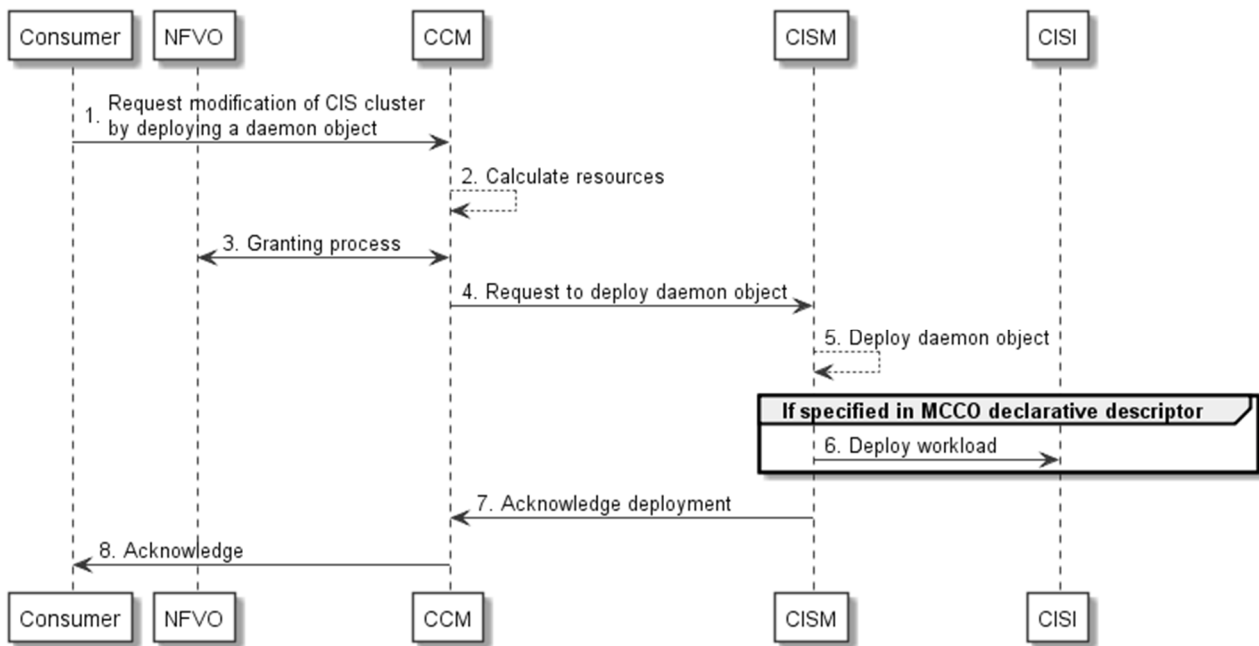 Consumer NFVO CCM CISM CISI
1. Request modification of CIS cluster
by deploying a daemon object
2. Calculate resources
3. Granting process
4. Request to deploy daemon object
5. Deploy daemon object
If specified in MCCO declarative descriptor
6. Deploy workload
7. Acknowledge deployment
8. Acknowledge
Consumer NFVO CCM CISM CISI